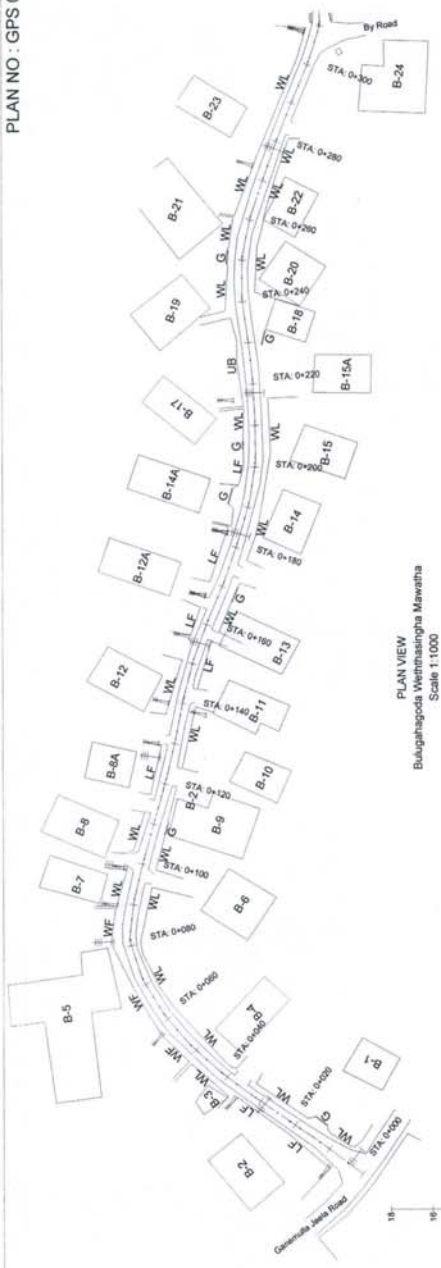 PLAN NO : GPS
B-24
By Road
STA: 0+300
WL
B-23
STA: 0+280
WL
WL
B-22
WL
B-21
STA: 0+260
WL
G
WL
B-20
WL
STA: 0+240
B-19
B-18
G
UB
STA: 0+220
B-15A
B-17
WL
WL
G
B-15
LF
STA: 0+200
B-14A
G
B-14
WL
STA: 0+180
LF
B-12A
G
WL
LF
STA: 0+160
B-13
LF
B-12
WL
STA: 0+140
B-11
WL
B-8A
LF
B-10
STA: 0+120
B-2
B-9
B-8
WL
G
WL
STA: 0+100
B-7
WL
WL
B-6
WF
STA: 0+080
B-5
WL
WF
STA: 0+060
WL
B-4
WF
STA: 0+040
WL
B-3
WL
LF
STA: 0+020
B-1
G
LF
WL
B-2
STA: 0+000
Ganemulla Jeela Road
PLAN VIEW
Bulugahagoda Weththasingha Mawatha
Scale 1:1000
18
16